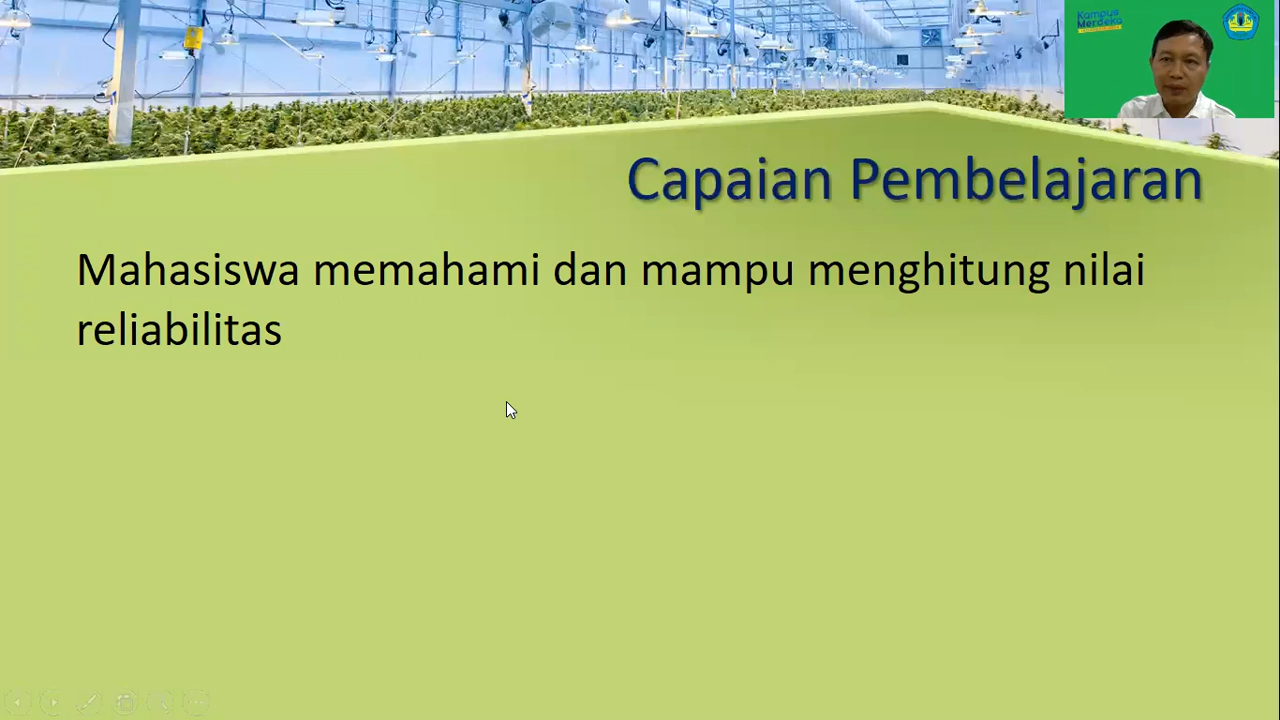 Kampus
Merdeka
Capaian Pembelajaran
Mahasiswa memahami dan mampu menghitung nilai
reliabilitas